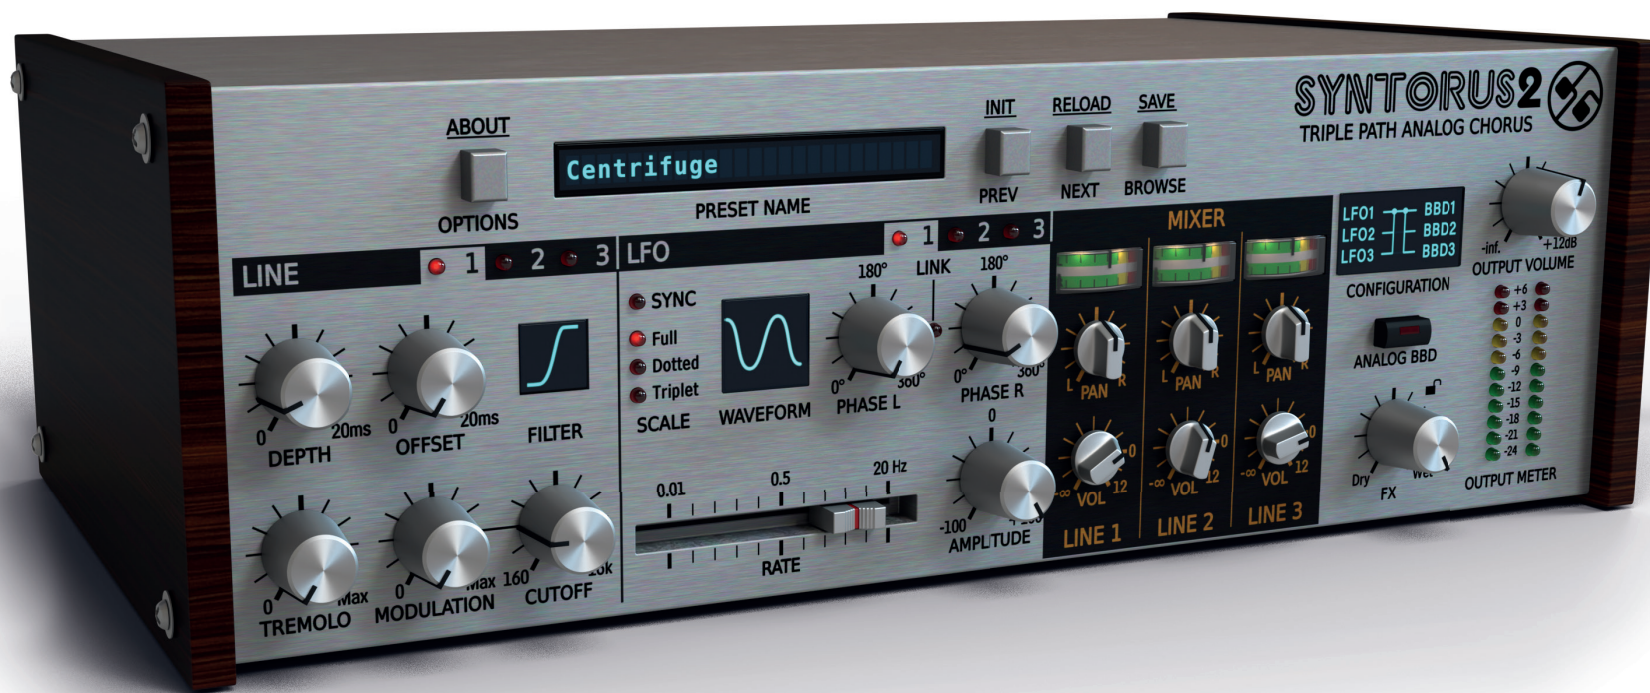 SYNTORUS2
TRIPLE PATH ANALOG CHORUS
ABOUT
OPTIONS
Centrifuge
PRESET NAME
INIT
PREV
RELOAD
NEXT
SAVE
BROWSE
LINE 1 2 3
0 20ms
DEPTH
0 20ms
OFFSET
FILTER
0 Max
TREMOLO
0 Max
MODULATION
160
CUTOFF
LFO 1 2 3
LINK
SYNC
Full
Dotted
Triplet
SCALE
WAVEFORM
180°
0° 360°
PHASE L
180°
0° 360°
PHASE R
0.01 0.5 20 Hz
RATE
0
-100
AMPLITUDE
MIXER
L PAN R
L PAN R
L PAN R
0
-∞ VOL 12
0
-∞ VOL 12
0
-∞ VOL 12
LINE 1
LINE 2
LINE 3
LFO1 BBD1
LFO2 BBD2
LFO3 BBD3
CONFIGURATION
ANALOG BBD
Dry Wet
FX
-inf. +12dB
OUTPUT VOLUME
+6
+3
0
-3
-6
-9
-12
-15
-18
-21
-24
OUTPUT METER